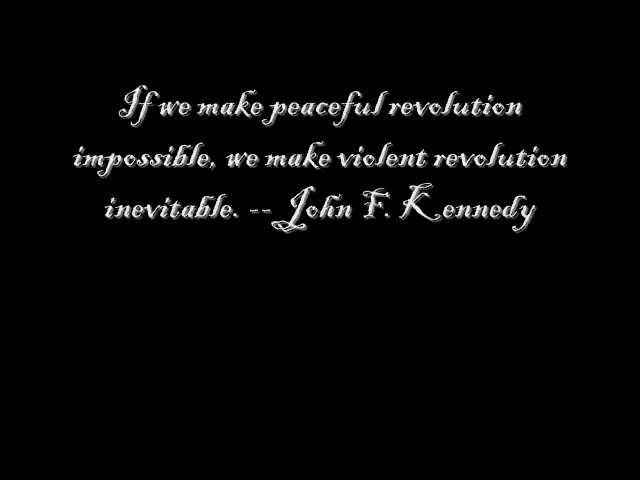 If we make peaceful revolution
impossible, we make violent revolution
inevitable. -- John F. Kennedy